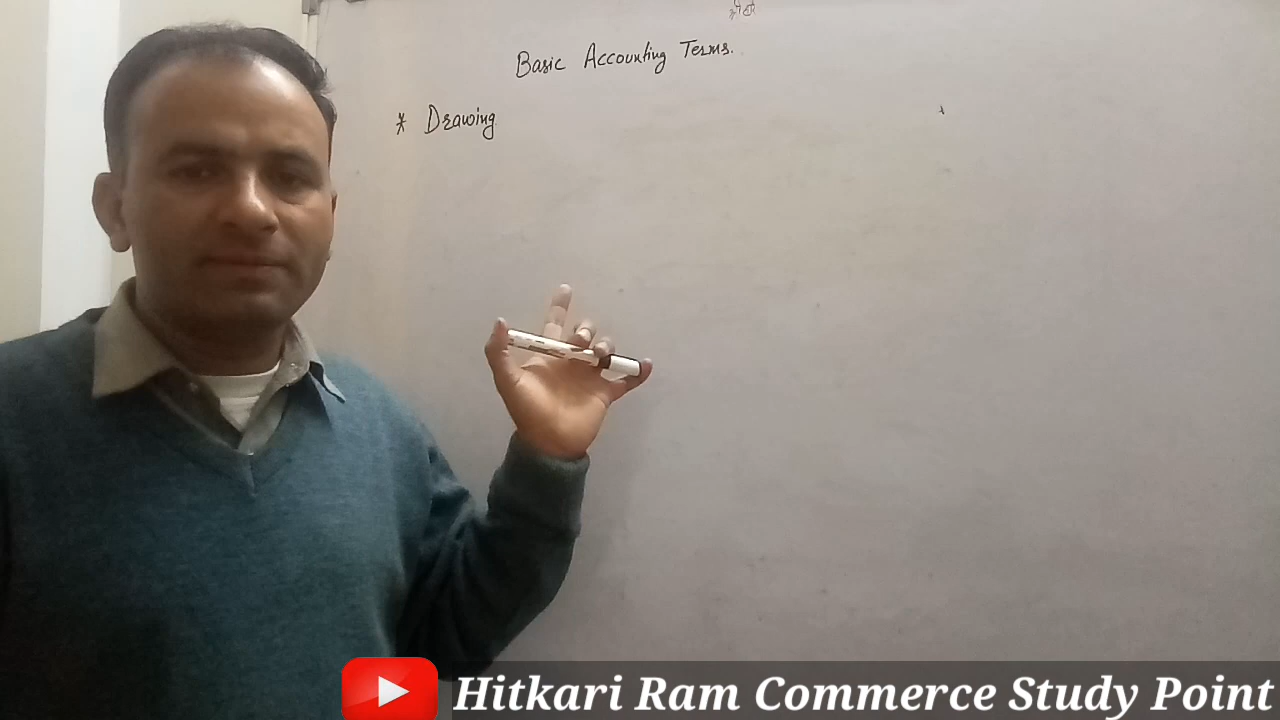 Basic Accounting Terms.
* Drawing
Hitkari Ram Commerce Study Point